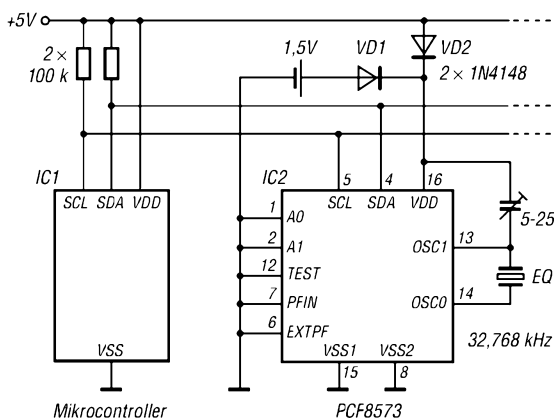 +5V
2 ×
100 k
1,5V
VD1
VD2
2 × 1N4148
IC1
SCL
SDA
VDD
VSS
Mikrocontroller
IC2
5
4
16
SCL
SDA
VDD
1
A0
2
A1
12
TEST
7
PFIN
6
EXTPF
OSC1
13
OSC0
14
VSS1
VSS2
15
8
PCF8573
5-25
EQ
32,768 kHz